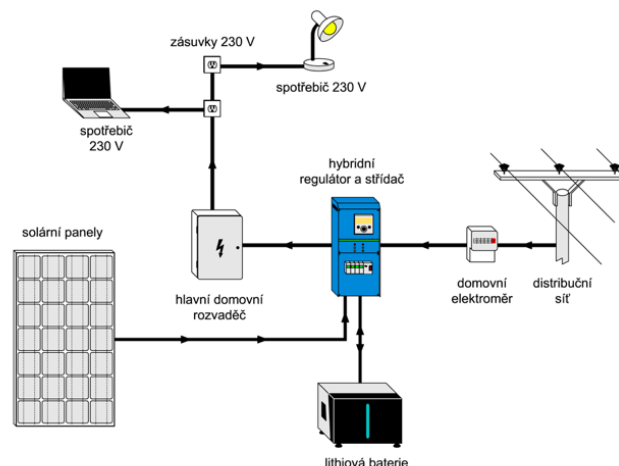 zásuvky 230 V
spotřebič 230 V
spotřebič
230 V
hybridní
regulátor a střídač
solární panely
hlavní domovní
rozvaděč
domovní
elektroměr
distribuční
síť
lithiová baterie